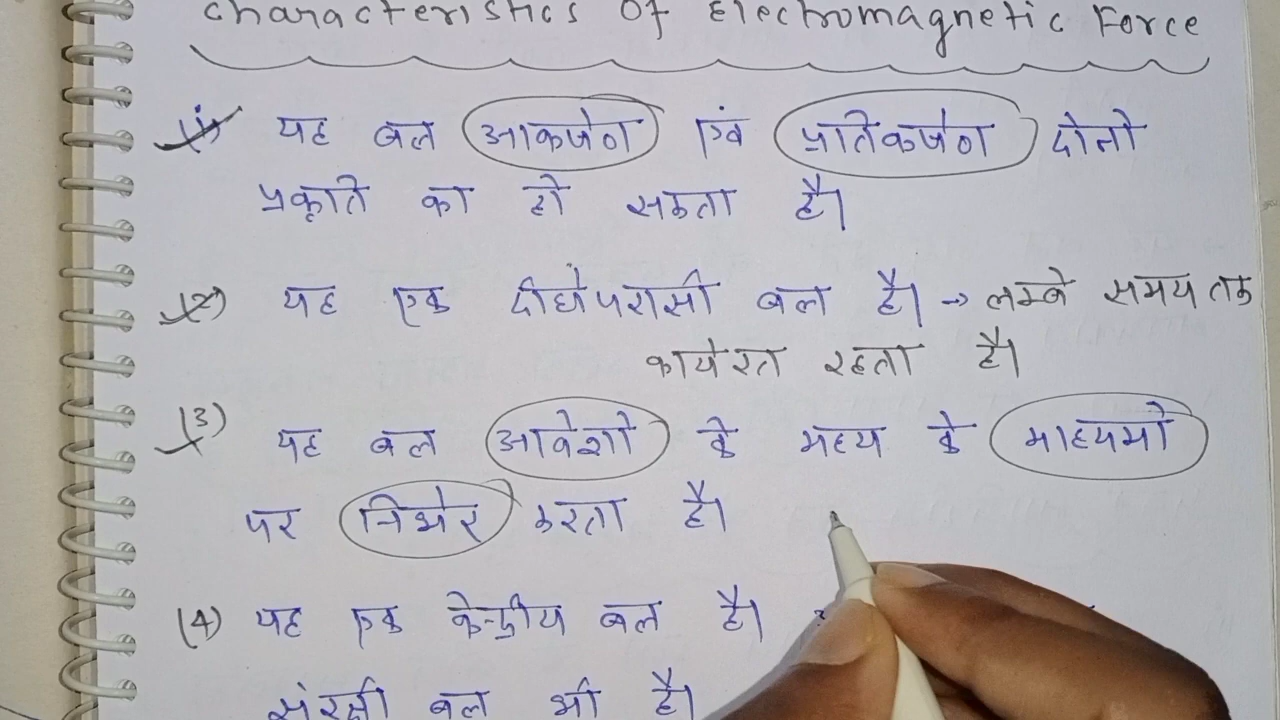 Characteristics Of Electromagnetic Force
(1) यह बल आकर्जण एवं प्रतिकर्जण दोनो
प्रकृति का हो सकता है।
(2) यह एक दीर्घपरासी बल है। → लम्बे समय तक
कार्यरत रहता है।
(3) यह बल आवेशो के मध्य के माध्यमो
पर निर्भर करता है।
(4) यह एक केन्द्रीय बल है।
संरक्षी बल भी है।